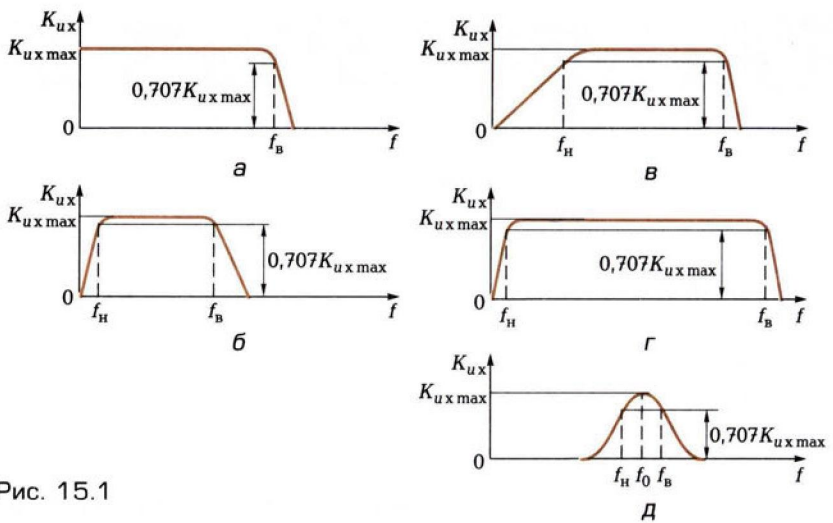 K_{u x}
K_{u x max}
0,707K_{u x max}
0
f_в
f
а
K_{u x}
K_{u x max}
0,707K_{u x max}
0
f_н
f_в
f
в
K_{u x}
K_{u x max}
0,707K_{u x max}
0
f_н
f_в
f
б
K_{u x}
K_{u x max}
0,707K_{u x max}
0
f_н
f_в
f
г
K_{u x}
K_{u x max}
0,707K_{u x max}
0
f_н f_0 f_в
f
д
Рис. 15.1